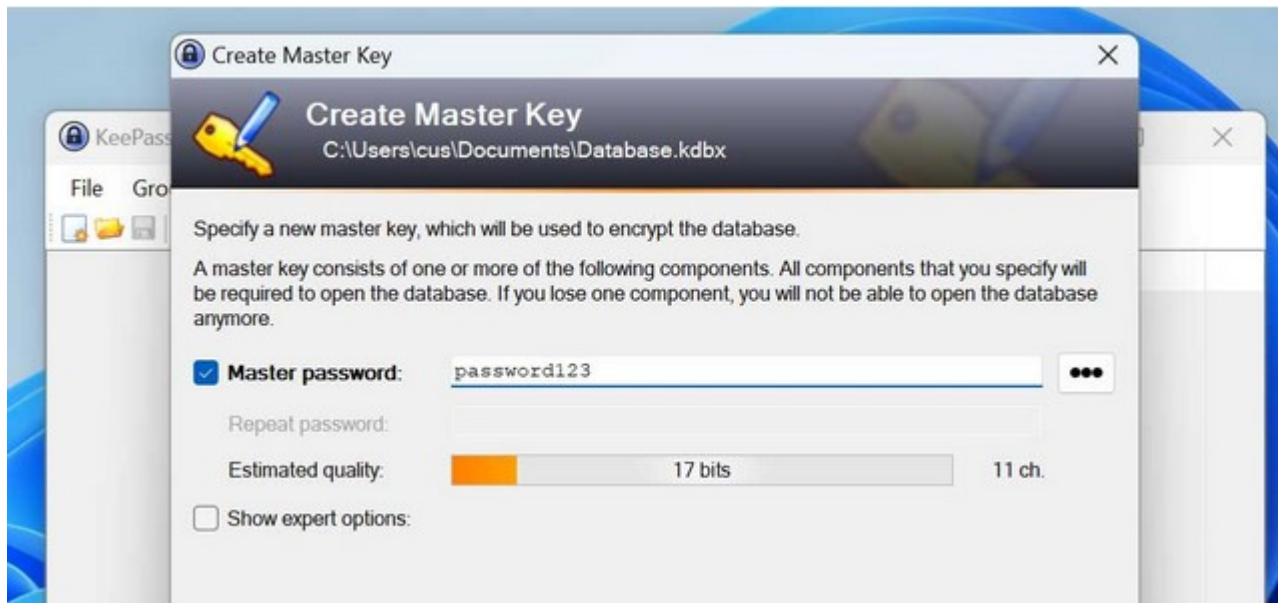 Create Master Key
Create Master Key
C:\Users\cus\Documents\Database.kdbx
KeePass
File Gro
Specify a new master key, which will be used to encrypt the database.
A master key consists of one or more of the following components. All components that you specify will
be required to open the database. If you lose one component, you will not be able to open the database
anymore.
Master password: password123
Repeat password:
Estimated quality: 17 bits 11 ch.
Show expert options: